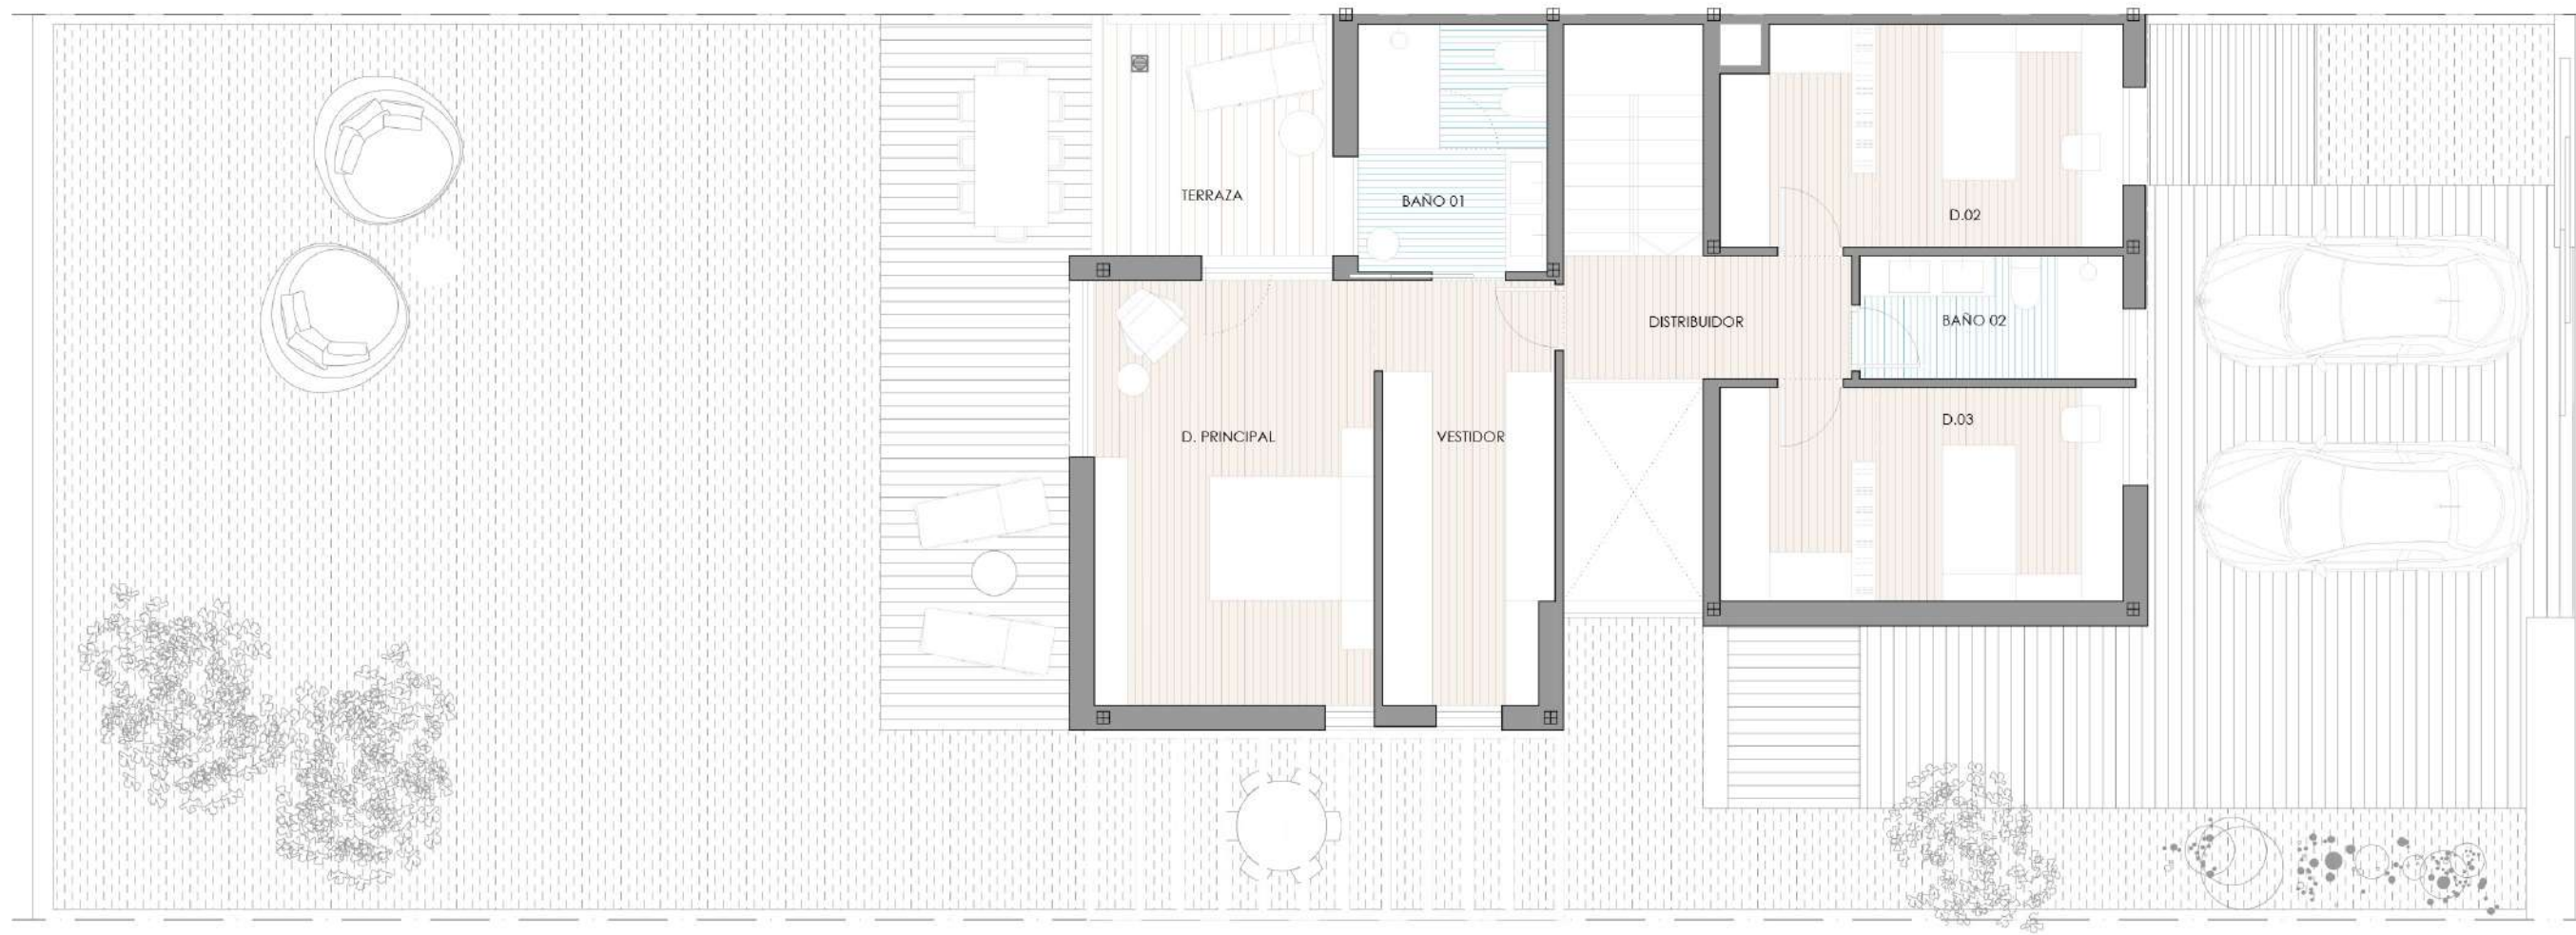 TERRAZA
BAÑO 01
D.02
DISTRIBUIDOR
BAÑO 02
D. PRINCIPAL
VESTIDOR
D.03